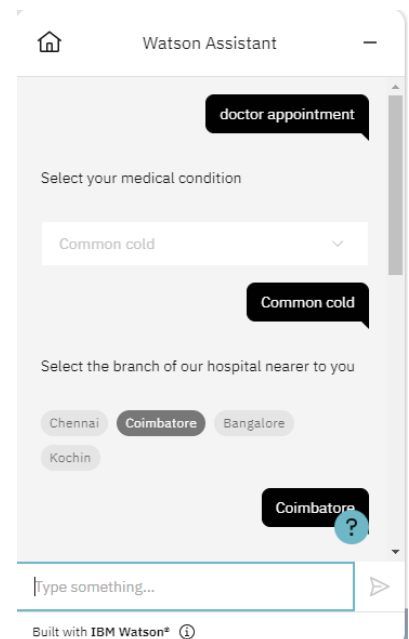 Watson Assistant
doctor appointment
Select your medical condition
Common cold
Common cold
Select the branch of our hospital nearer to you
Chennai Coimbatore Bangalore
Kochin
Coimbatore
?
Type something...
Built with IBM Watson®